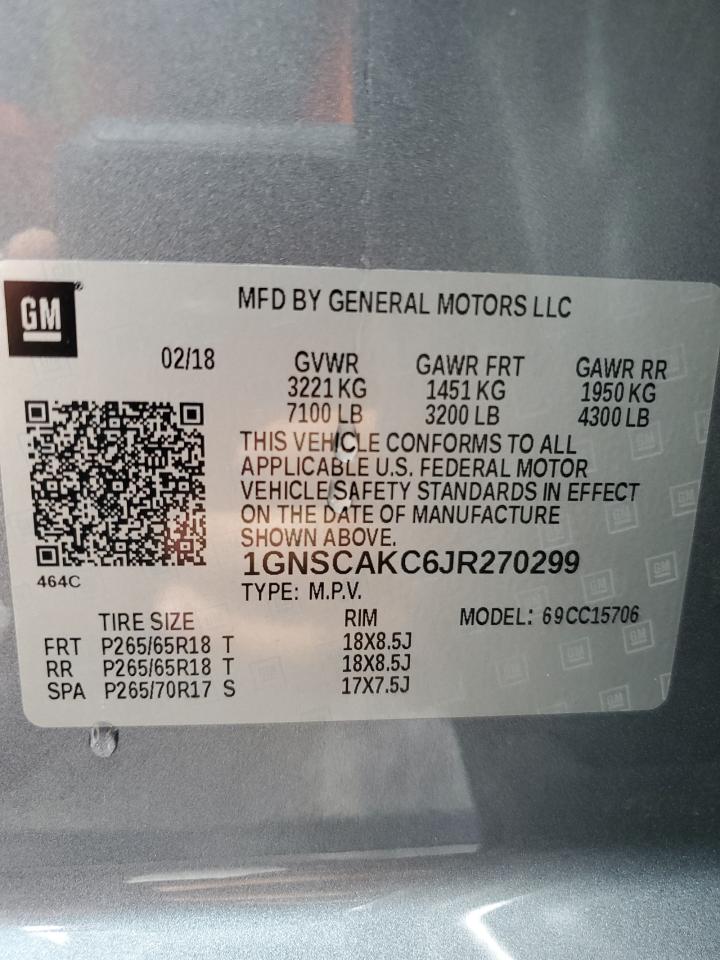 GM
MFD BY GENERAL MOTORS LLC
02/18 GVWR GAWR FRT GAWR RR
3221 KG 1451 KG 1950 KG
7100 LB 3200 LB 4300 LB
THIS VEHICLE CONFORMS TO ALL
APPLICABLE U.S. FEDERAL MOTOR
VEHICLE SAFETY STANDARDS IN EFFECT
ON THE DATE OF MANUFACTURE
SHOWN ABOVE.
464C
1GNSCAKC6JR270299
TYPE: M.P.V.
TIRE SIZE RIM MODEL: 69CC15706
FRT P265/65R18 T 18X8.5J
RR P265/65R18 T 18X8.5J
SPA P265/70R17 S 17X7.5J